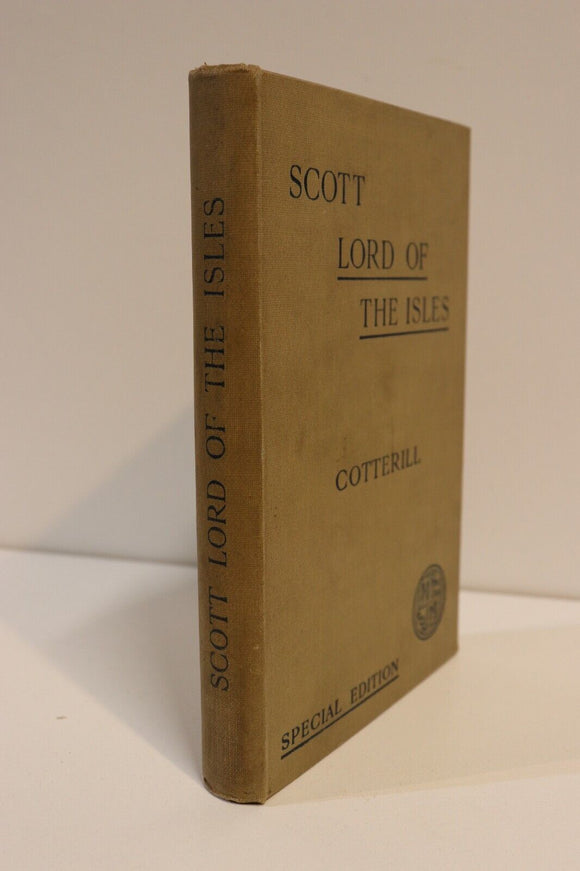 SCOTT LORD OF THE ISLES
SCOTT
LORD OF
THE ISLES
COTTERILL
SPECIAL EDITION